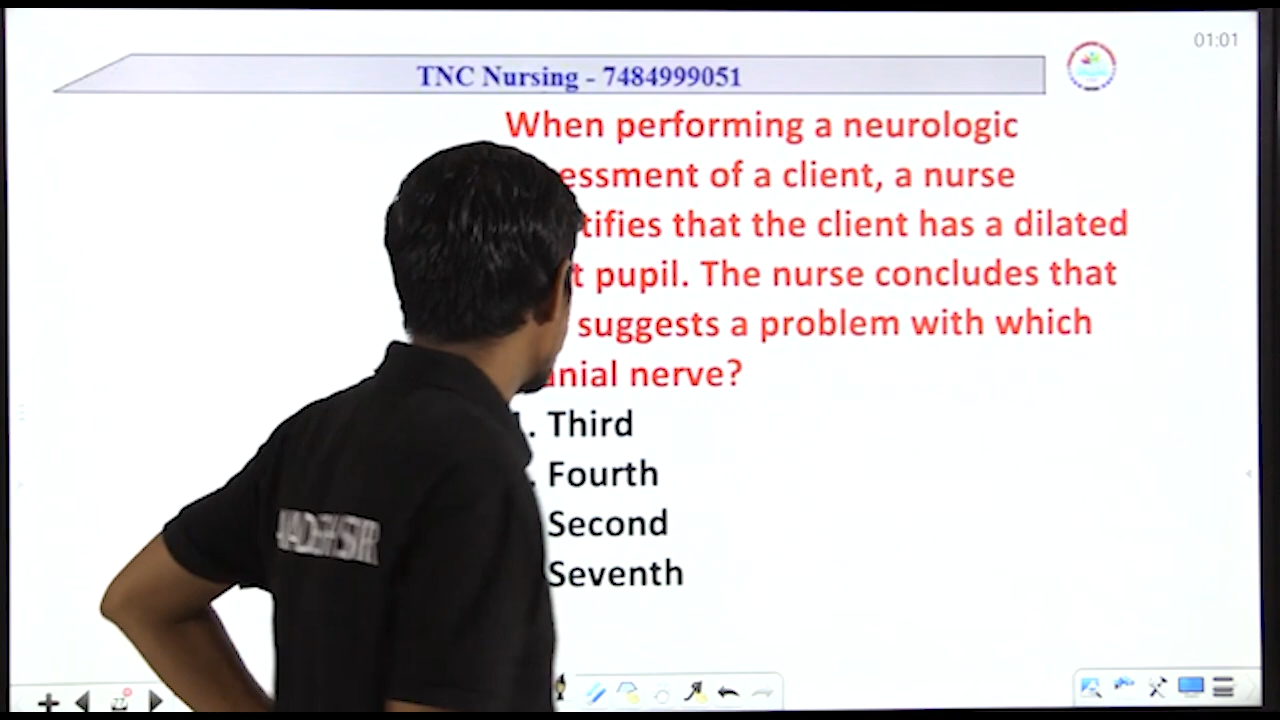 01:01
TNC Nursing - 7484999051
When performing a neurologic
essment of a client, a nurse
tifies that the client has a dilated
t pupil. The nurse concludes that
suggests a problem with which
anial nerve?
. Third
. Fourth
Second
Seventh